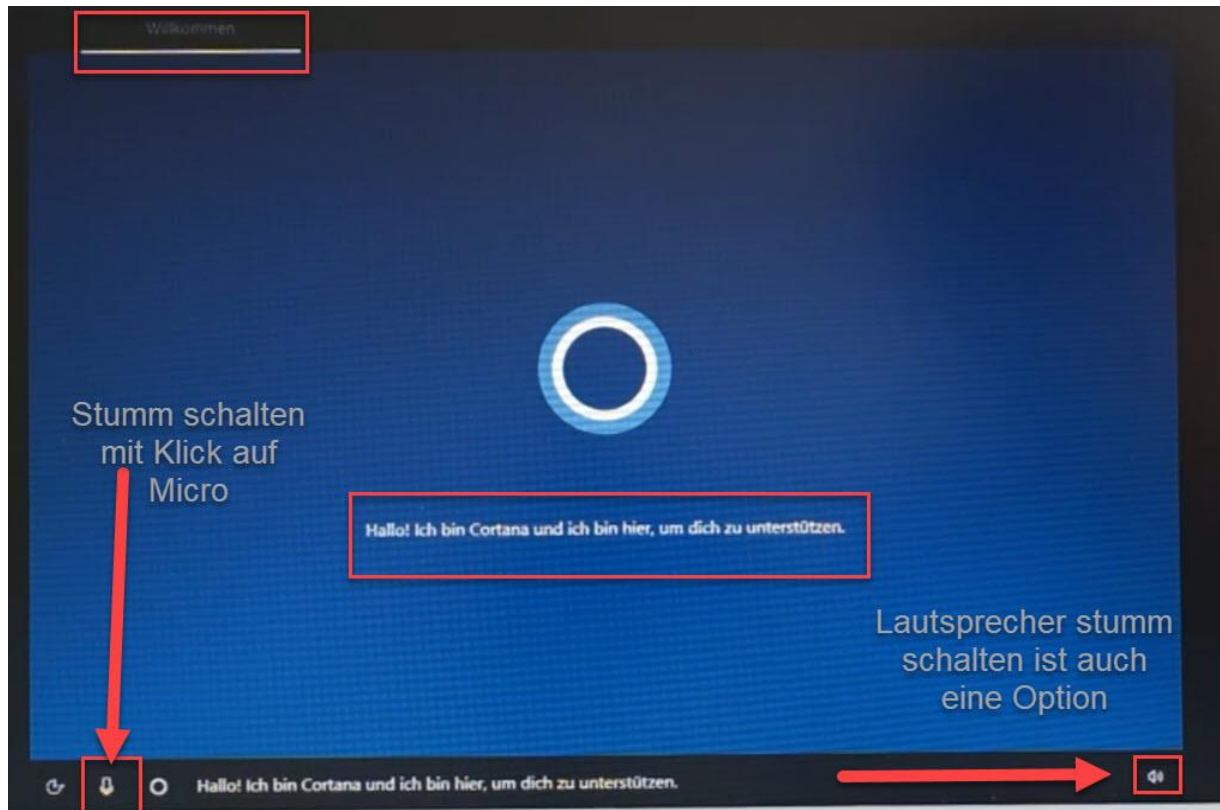 Willkommen
Stumm schalten
mit Klick auf
Micro
Hallo! Ich bin Cortana und ich bin hier, um dich zu unterstützen.
Lautsprecher stumm
schalten ist auch
eine Option
Hallo! Ich bin Cortana und ich bin hier, um dich zu unterstützen.